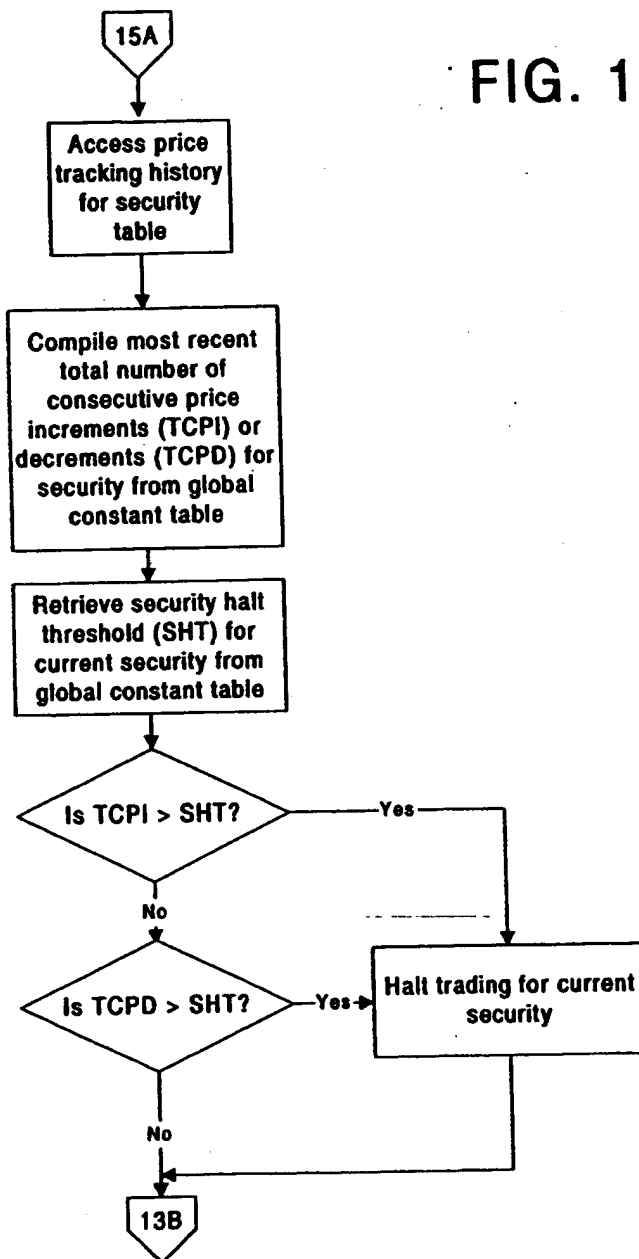 15A
FIG. 1
Access price
tracking history
for security
table
Compile most recent
total number of
consecutive price
increments (TCPI) or
decrements (TCPD) for
security from global
constant table
Retrieve security halt
threshold (SHT) for
current security from
global constant table
Is TCPI > SHT?
Yes
No
Is TCPD > SHT?
Yes
Halt trading for current
security
No
13B